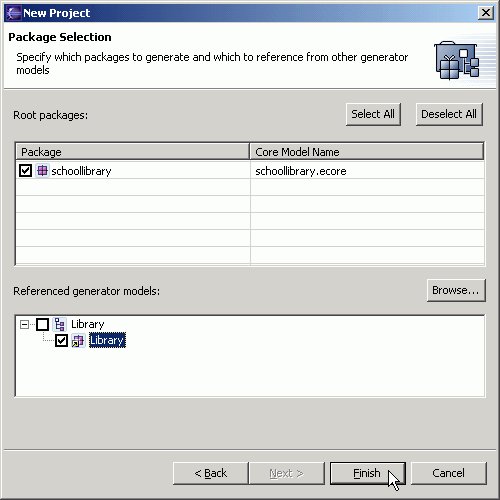 New Project
Package Selection
Specify which packages to generate and which to reference from other generator
models
Root packages:
Select All
Deselect All
Package
Core Model Name
schoollibrary
schoollibrary.ecore
Referenced generator models:
Browse...
Library
Library
< Back
Next >
Finish
Cancel